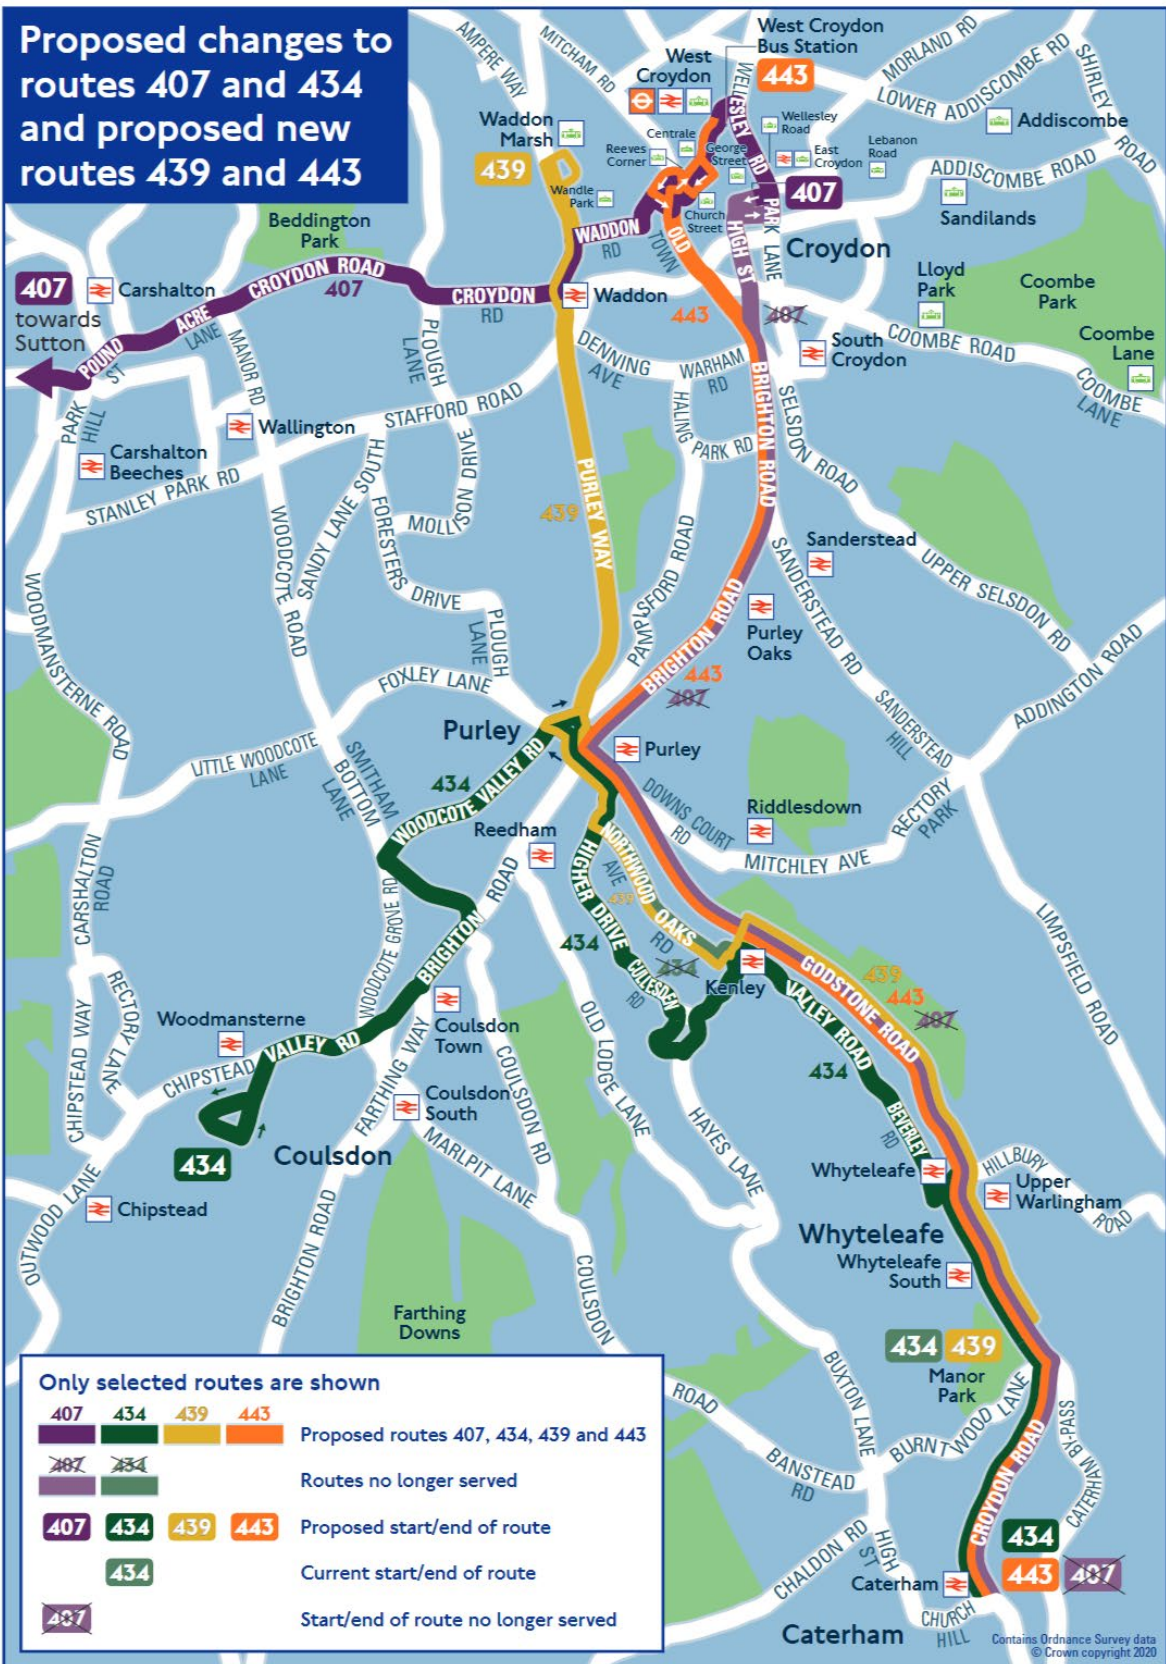 Proposed changes to
routes 407 and 434
and proposed new
routes 439 and 443
AMPERE WAY
MITCHAM RD
West Croydon
Bus Station
443
MORLAND RD
LOWER ADDISCOMBE RD
SHIRLEY ROAD
West
Croydon
WELLESLEY RD
Waddon
Marsh
439
Centrale
Reeves
Corner
George
Street
Wellesley
Road
East
Croydon
Lebanon
Road
Addiscombe
ADDISCOMBE ROAD
Sandilands
Wandle
Park
Church
Street
407
PARK LANE
HIGH ST
Croydon
Beddington
Park
WADDON
RD
OLD
TOWN
407
towards
Sutton
Carshalton
CROYDON ROAD
407
CROYDON
RD
Waddon
Lloyd
Park
Coombe
Park
Coombe
Lane
POUND
ST
ACRE
LANE
MANOR RD
PLOUGH
LANE
443
407
South
Croydon
COOMBE ROAD
COOMBE
LANE
DENNING
AVE
WARHAM
RD
PARK
HILL
Wallington
STAFFORD ROAD
HALING PARK RD
BRIGHTON ROAD
SELSDON ROAD
Carshalton
Beeches
STANLEY PARK RD
SANDY LANE SOUTH
MOLLISON DRIVE
FORESTERS DRIVE
WOODCOTE ROAD
439
PURLEY WAY
PAMPISFORD ROAD
Sanderstead
SANDERSTEAD RD
UPPER SELSDON RD
WOODMANSTERNE ROAD
PLOUGH
LANE
Purley
Oaks
BRIGHTON ROAD
443
407
ADDINGTON ROAD
FOXLEY LANE
SANDERSTEAD
HILL
Purley
Purley
LITTLE WOODCOTE
LANE
SMITHAM
BOTTOM
LANE
434
WOODCOTE VALLEY RD
DOWNS COURT
RD
Riddlesdown
RECTORY
PARK
MITCHLEY AVE
Reedham
CARSHALTON
ROAD
WOODCOTE GROVE RD
BRIGHTON
ROAD
NORTHWOOD
AVE
439
OAKS
RD
434
HIGHER DRIVE
434
CULLESDEN
RD
Kenley
LIMPSFIELD ROAD
GODSTONE ROAD
439
443
407
RECTORY LANE
CHIPSTEAD WAY
Woodmansterne
Coulsdon
Town
OLD LODGE LANE
VALLEY ROAD
434
CHIPSTEAD
VALLEY RD
FARTHING WAY
COULSDON RD
Coulsdon
South
HAYES LANE
BEVERLEY
RD
434
Coulsdon
MARLPIT LANE
Whyteleafe
HILLBURY
ROAD
Upper
Warlingham
OUTWOOD LANE
Chipstead
BRIGHTON ROAD
Whyteleafe
Whyteleafe
South
COULSDON
Farthing
Downs
434
439
Manor
Park
ROAD
BUXTON LANE
BURNTWOOD LANE
CATERHAM BY-PASS
BANSTEAD
RD
CROYDON ROAD
CHALDON RD
HIGH
ST
434
443
407
Caterham
CHURCH
HILL
Caterham
Only selected routes are shown
407 434 439 443
Proposed routes 407, 434, 439 and 443
407 434
Routes no longer served
407 434 439 443 Proposed start/end of route
434 Current start/end of route
407 Start/end of route no longer served
Contains Ordnance Survey data
© Crown copyright 2020